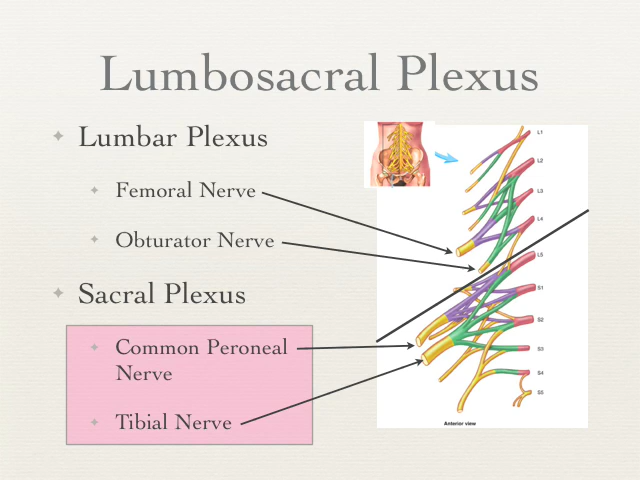 Lumbosacral Plexus
Lumbar Plexus
Femoral Nerve
Obturator Nerve
Sacral Plexus
Common Peroneal
Nerve
Tibial Nerve
L1
L2
L3
L4
L5
S1
S2
S3
S4
S5
Anterior view